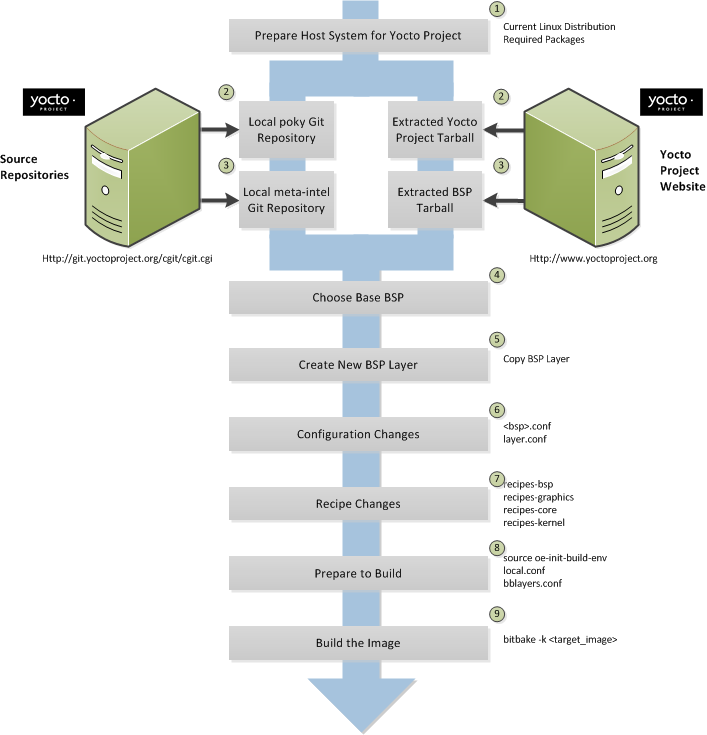 1
Prepare Host System for Yocto Project
Current Linux Distribution
Required Packages
yocto
PROJECT
Source
Repositories
Http://git.yoctoproject.org/cgit/cgit.cgi
2
Local poky Git
Repository
3
Local meta-intel
Git Repository
2
Extracted Yocto
Project Tarball
3
Extracted BSP
Tarball
yocto
PROJECT
Yocto
Project
Website
Http://www.yoctoproject.org
4
Choose Base BSP
5
Create New BSP Layer
Copy BSP Layer
6
Configuration Changes
<bsp>.conf
layer.conf
7
Recipe Changes
recipes-bsp
recipes-graphics
recipes-core
recipes-kernel
8
Prepare to Build
source oe-init-build-env
local.conf
bblayers.conf
9
Build the Image
bitbake -k <target_image>